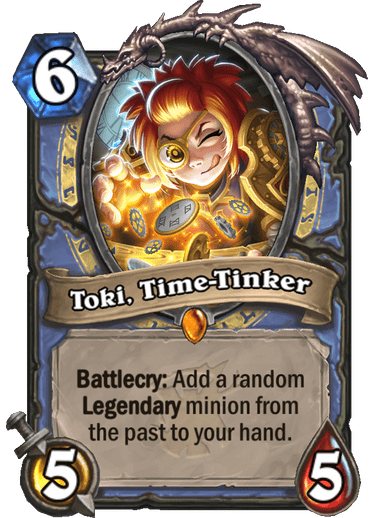 6
Toki, Time-Tinker
Battlecry: Add a random
Legendary minion from
the past to your hand.
5 5